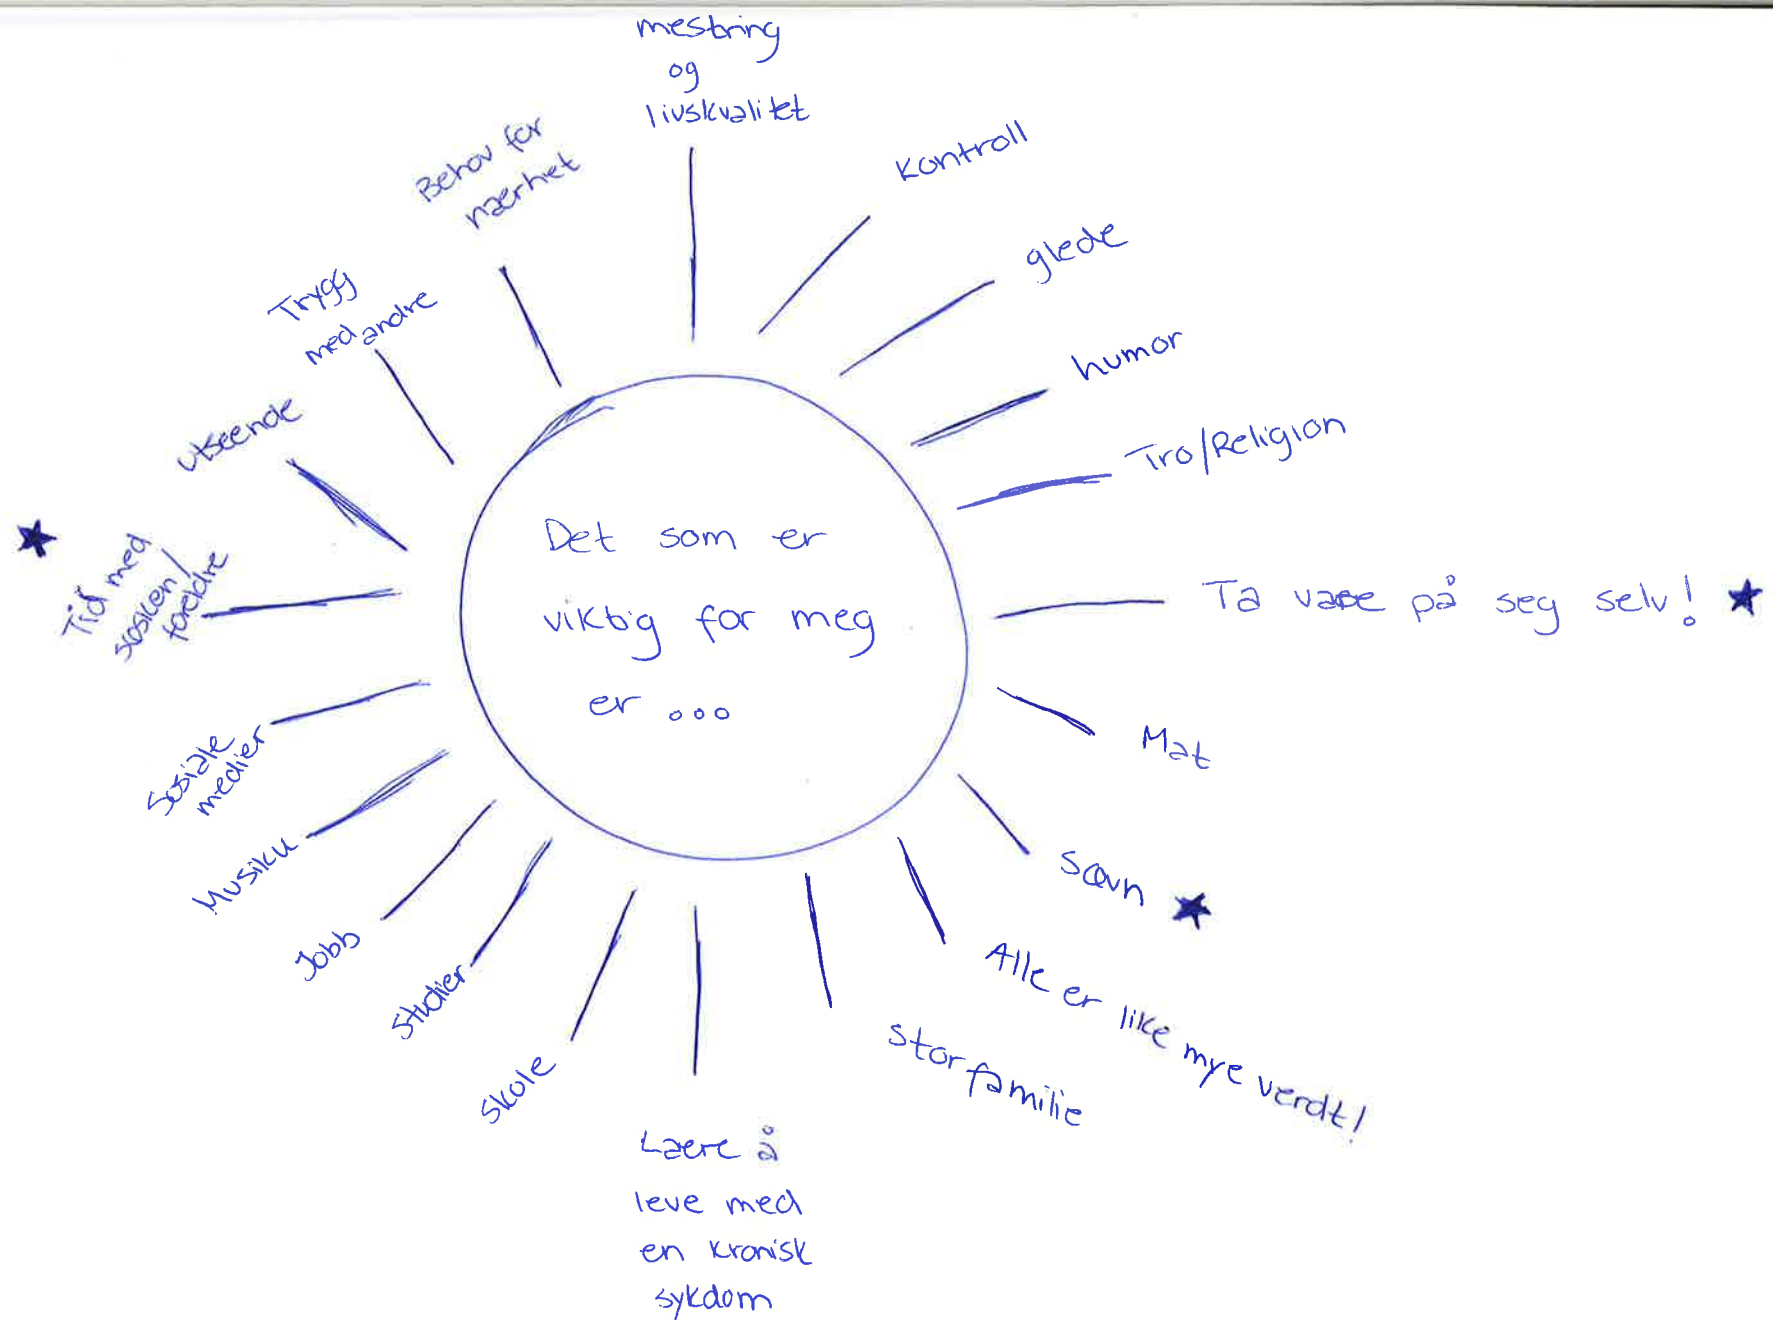 mestring
og
livskvalitet
Kontroll
glede
humor
Tro/Religion
Ta vare på seg selv!
Mat
Søvn
Alle er like mye verdt!
Storfamilie
Lære å
leve med
en kronisk
sykdom
Skole
Studier
Jobb
Musikk
Sosiale
medier
Tid med
søsken/
foreldre
Utseende
Trygg
med andre
Behov for
nærhet
Det som er
viktig for meg
er ...